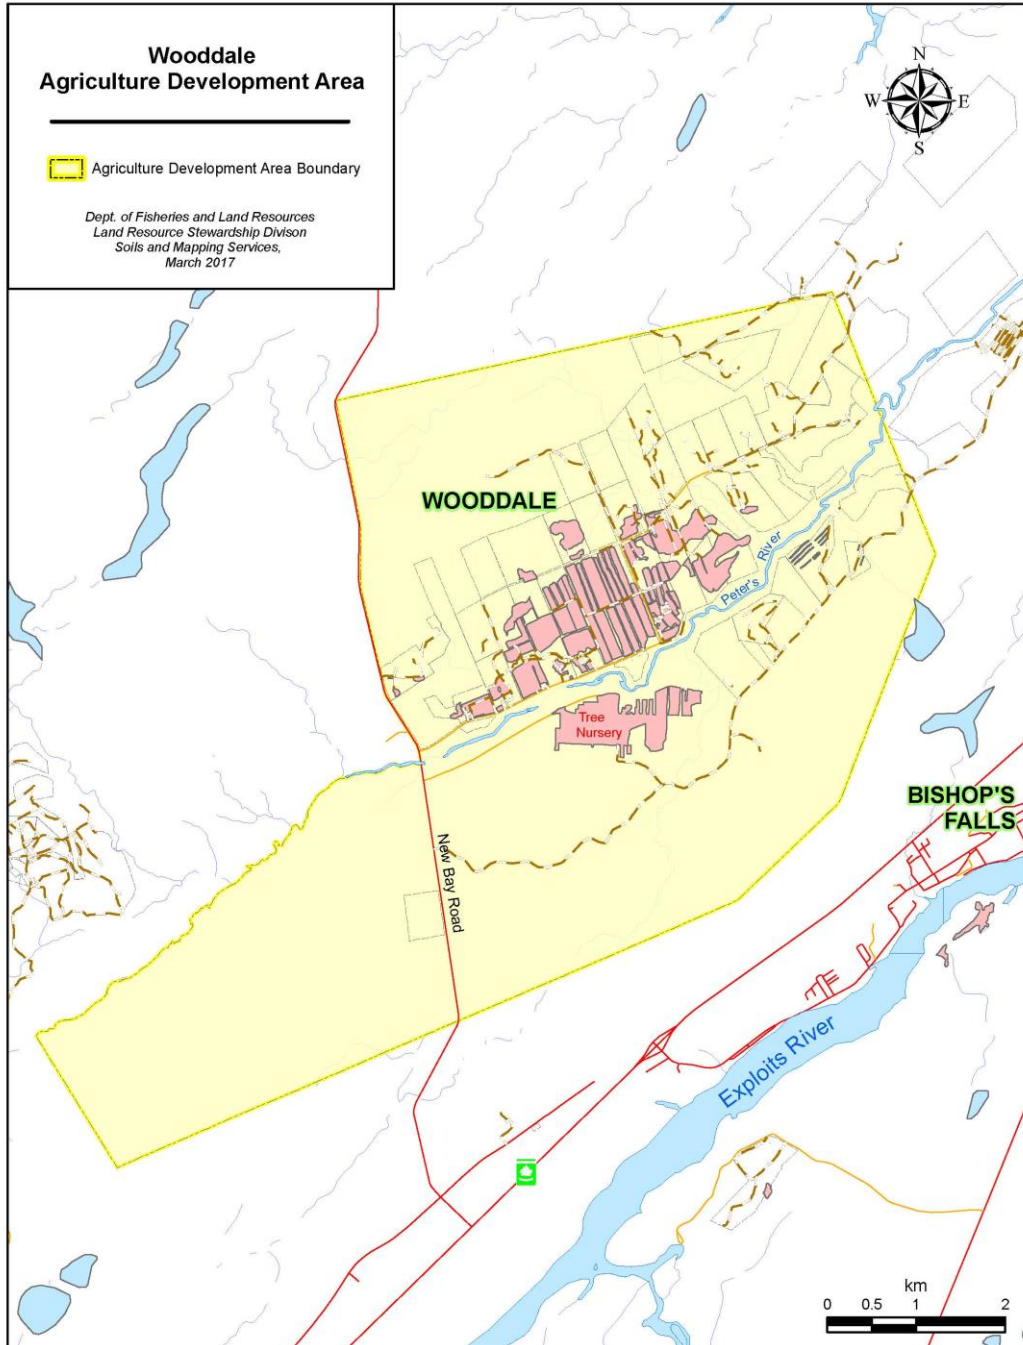 Wooddale
Agriculture Development Area
Agriculture Development Area Boundary
Dept. of Fisheries and Land Resources
Land Resource Stewardship Divison
Soils and Mapping Services,
March 2017
N
W
E
S
WOODDALE
Peter's River
Tree
Nursery
BISHOP'S
FALLS
New Bay Road
Exploits River
km
0 0.5 1 2